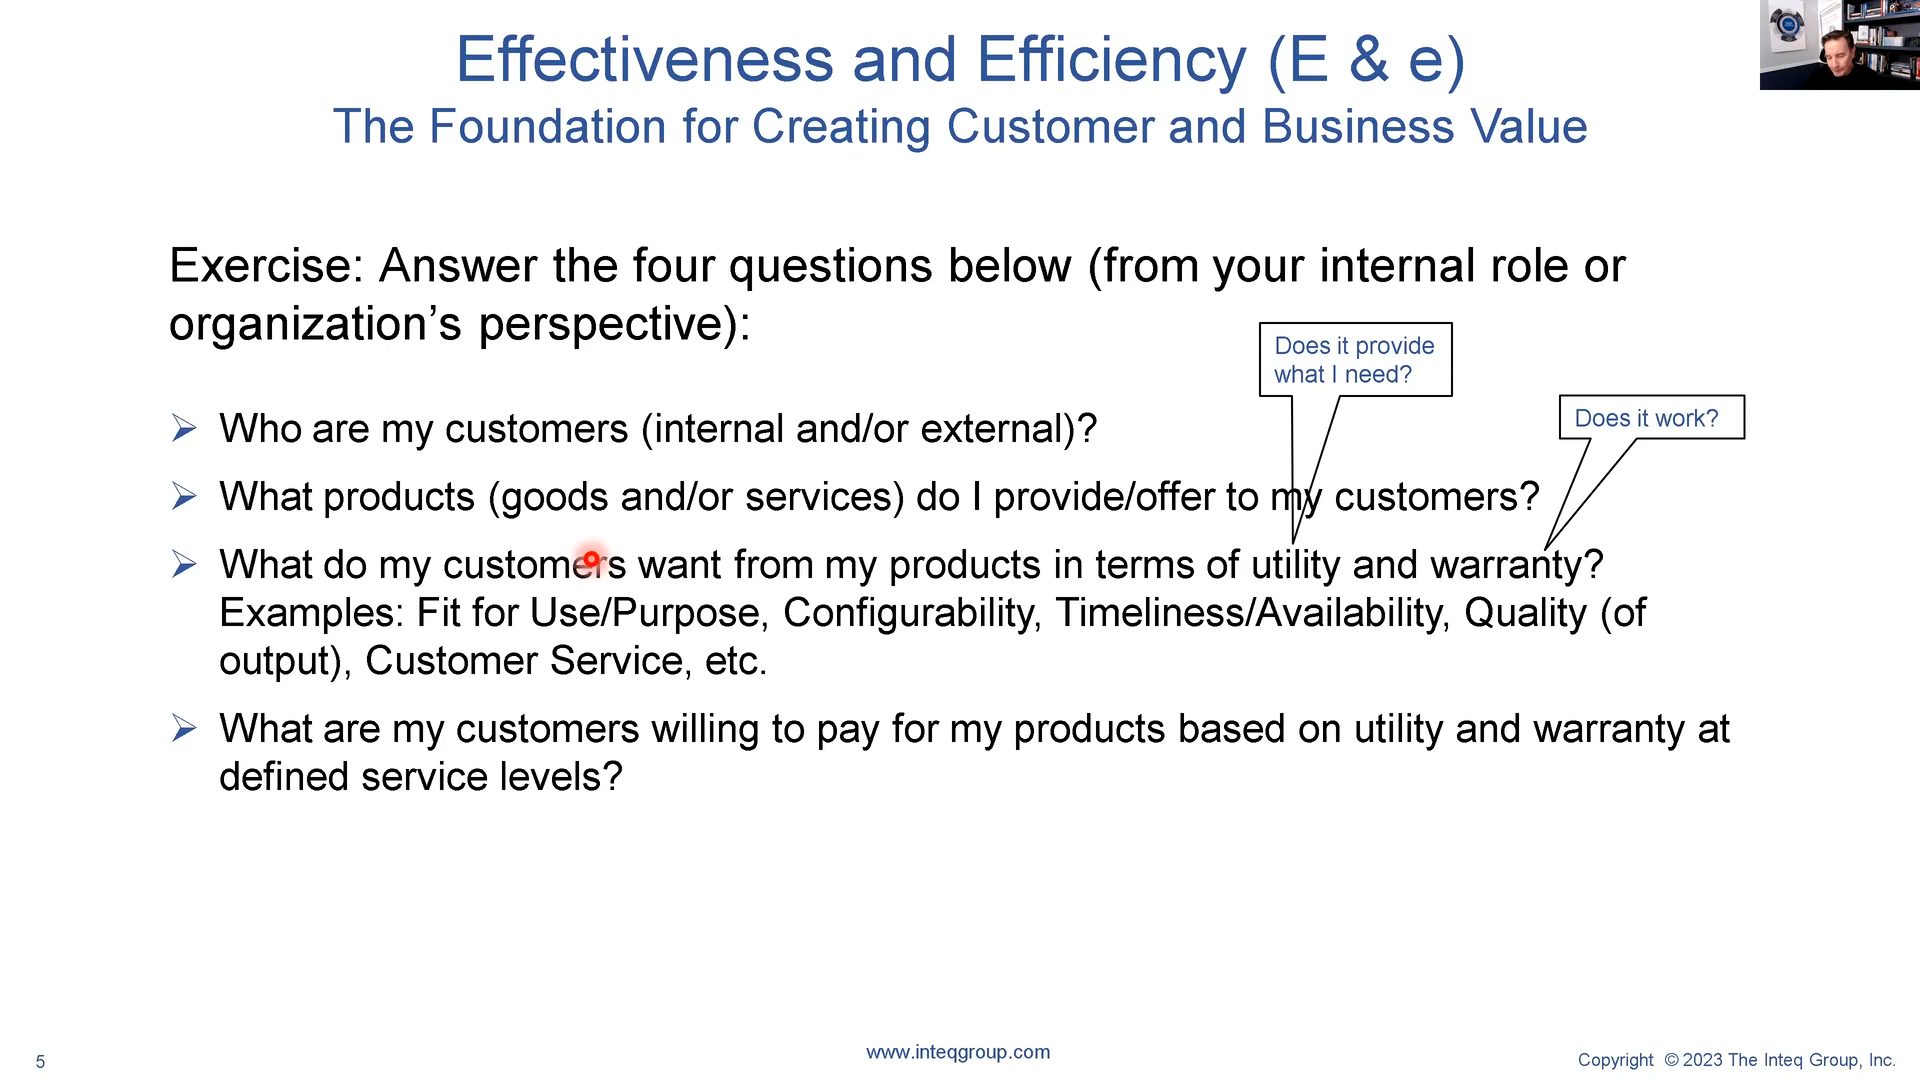 Effectiveness and Efficiency (E & e)
The Foundation for Creating Customer and Business Value
Exercise: Answer the four questions below (from your internal role or
organization’s perspective):
Does it provide
what I need?
Does it work?
Who are my customers (internal and/or external)?
What products (goods and/or services) do I provide/offer to my customers?
What do my customers want from my products in terms of utility and warranty?
Examples: Fit for Use/Purpose, Configurability, Timeliness/Availability, Quality (of
output), Customer Service, etc.
What are my customers willing to pay for my products based on utility and warranty at
defined service levels?
5
www.inteqgroup.com
Copyright © 2023 The Inteq Group, Inc.